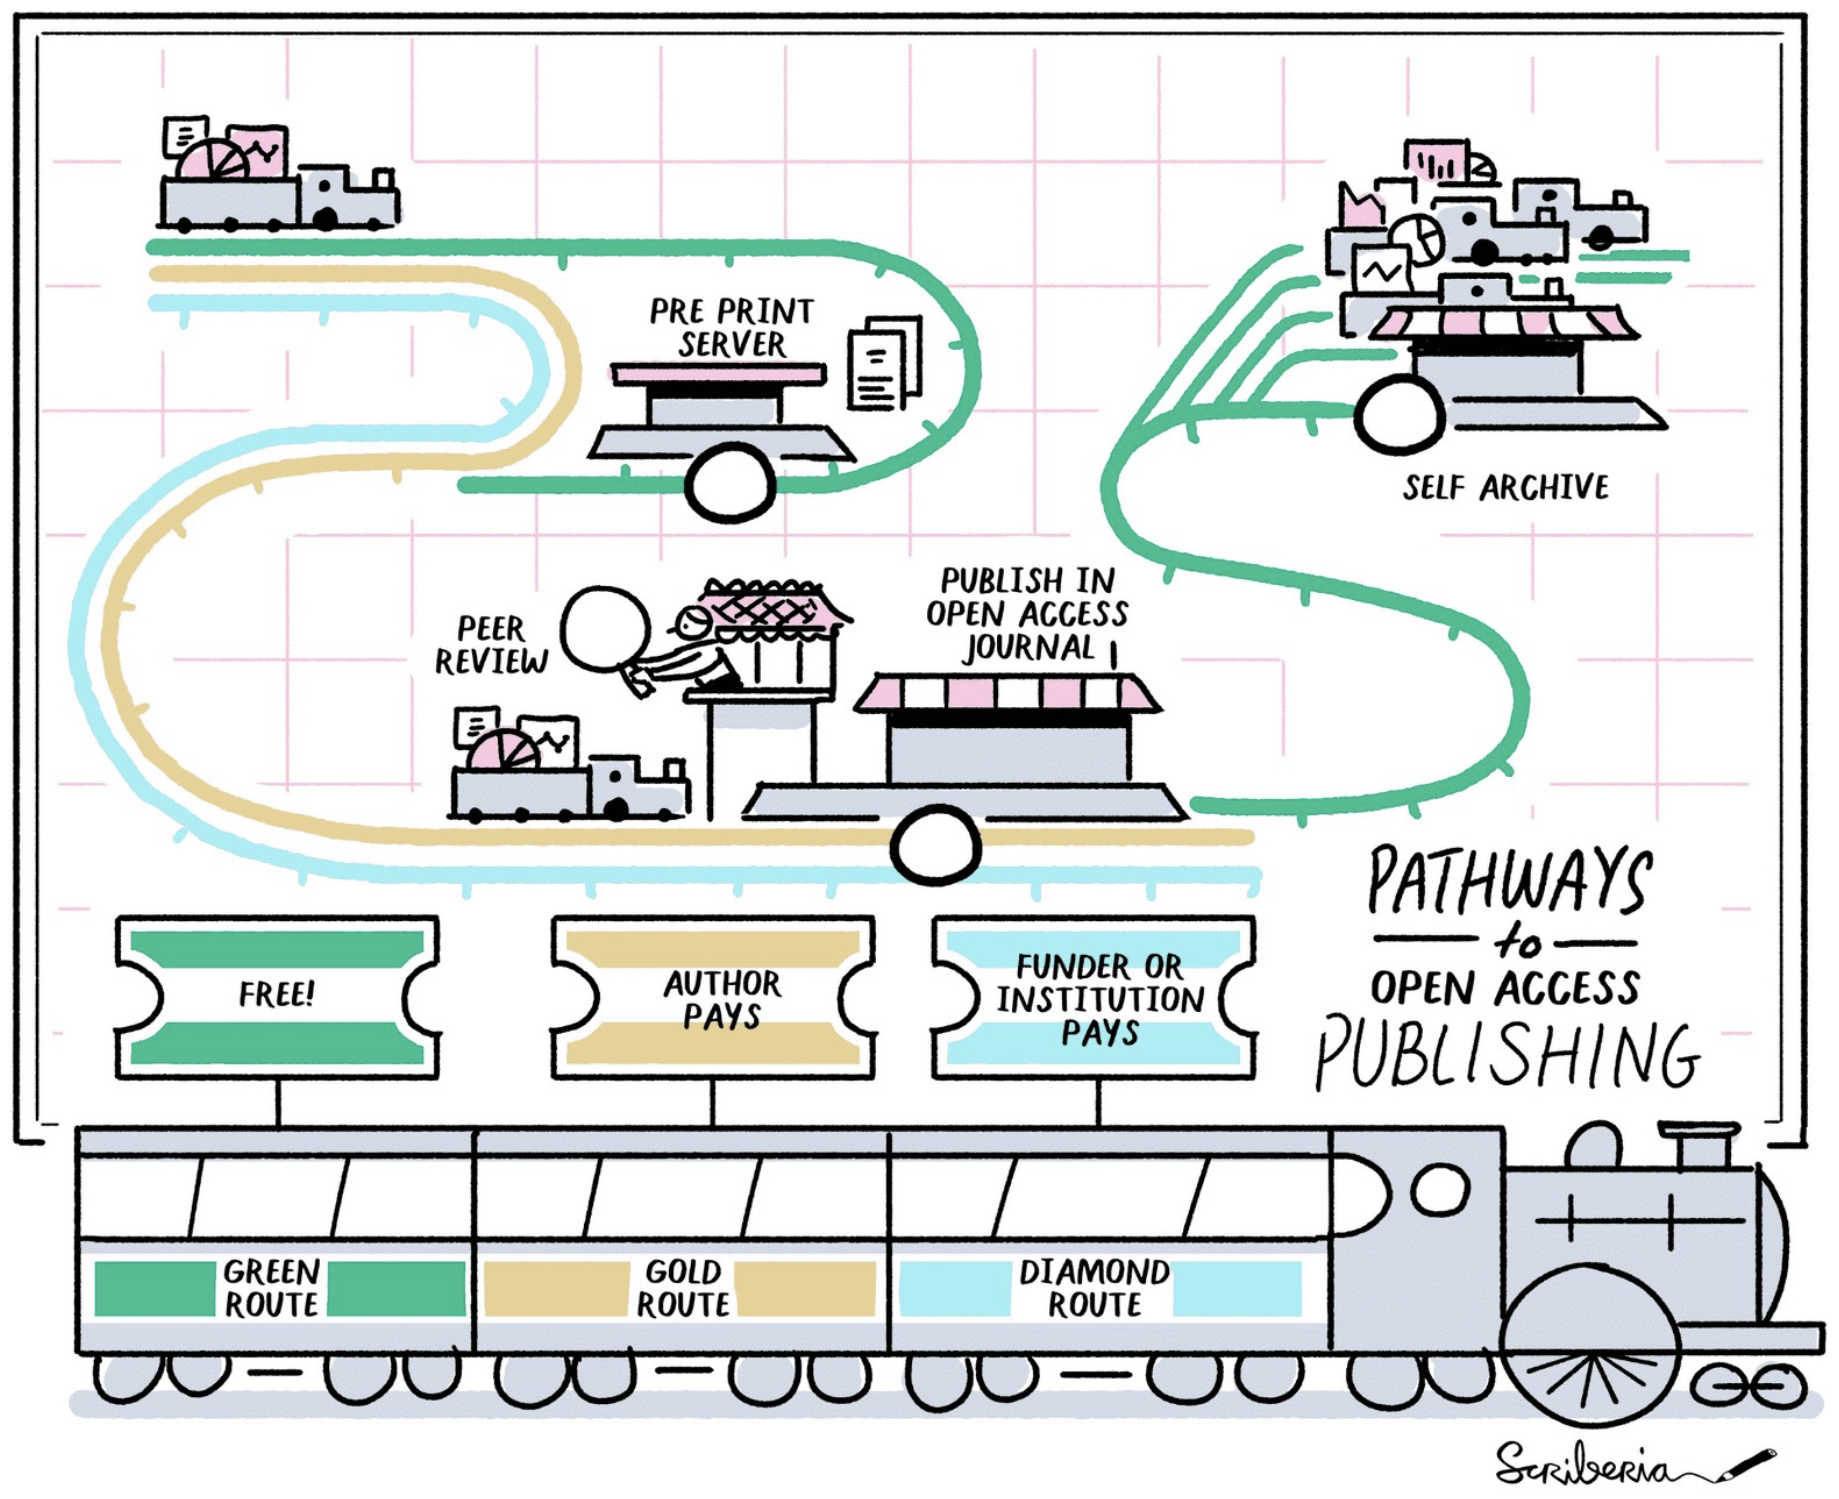 PRE PRINT
SERVER
SELF ARCHIVE
PEER
REVIEW
PUBLISH IN
OPEN ACCESS
JOURNAL
PATHWAYS
to
OPEN ACCESS
PUBLISHING
FREE!
AUTHOR
PAYS
FUNDER OR
INSTITUTION
PAYS
GREEN
ROUTE
GOLD
ROUTE
DIAMOND
ROUTE
Scriberia